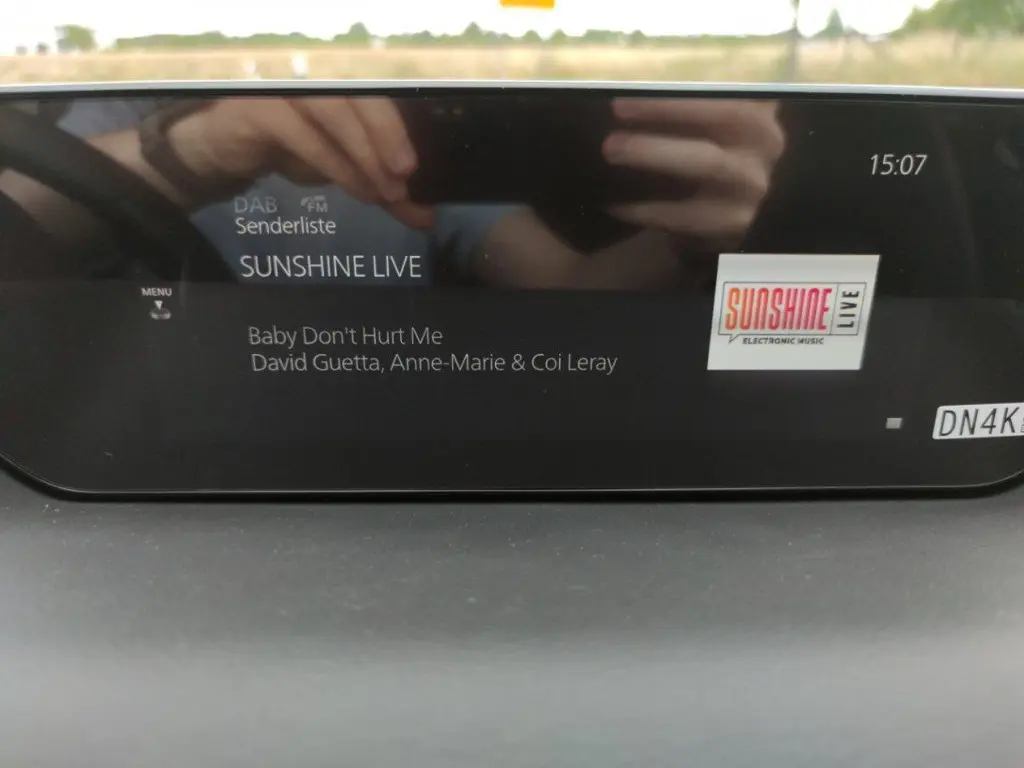 15:07
DAB FM
Senderliste
SUNSHINE LIVE
MENU
SUNSHINE LIVE
ELECTRONIC MUSIC
Baby Don't Hurt Me
David Guetta, Anne-Marie & Coi Leray
DN4K